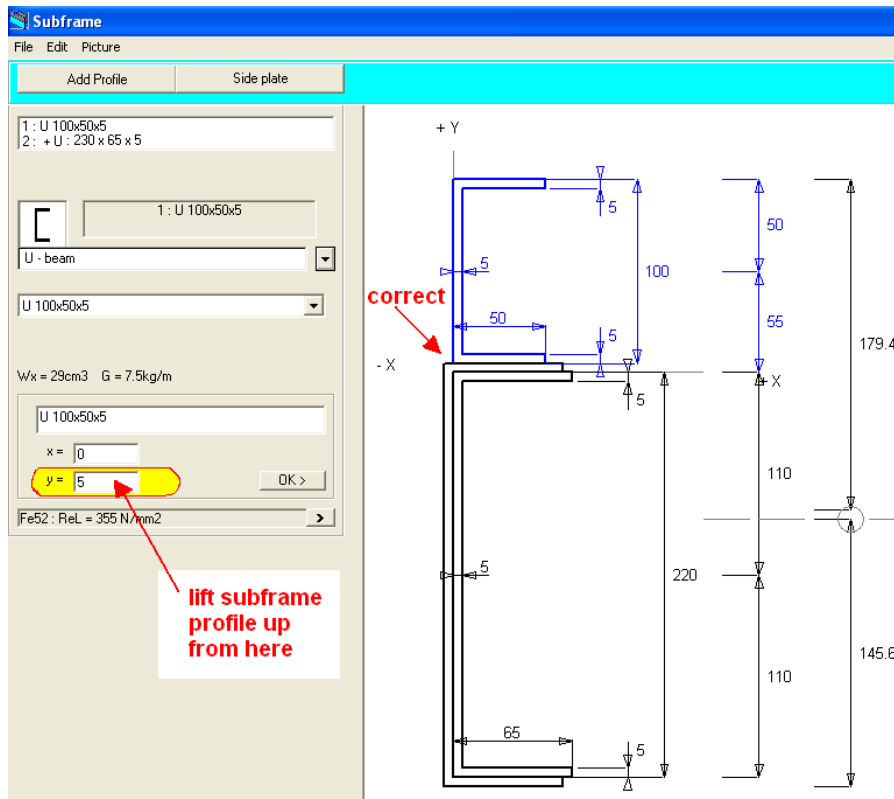 Subframe
File Edit Picture
Add Profile Side plate
1 : U 100x50x5
2 : + U : 230 x 65 x 5
1 : U 100x50x5
U - beam
U 100x50x5
Wx = 29cm3 G = 7.5kg/m
U 100x50x5
x = 0
y = 5 OK >
Fe52 : ReL = 355 N/mm2 >
lift subframe
profile up
from here
+ Y
5
50
5
100
correct
50
5
55
179.4
- X
+ X
5
110
5
220
110
145.6
65
5